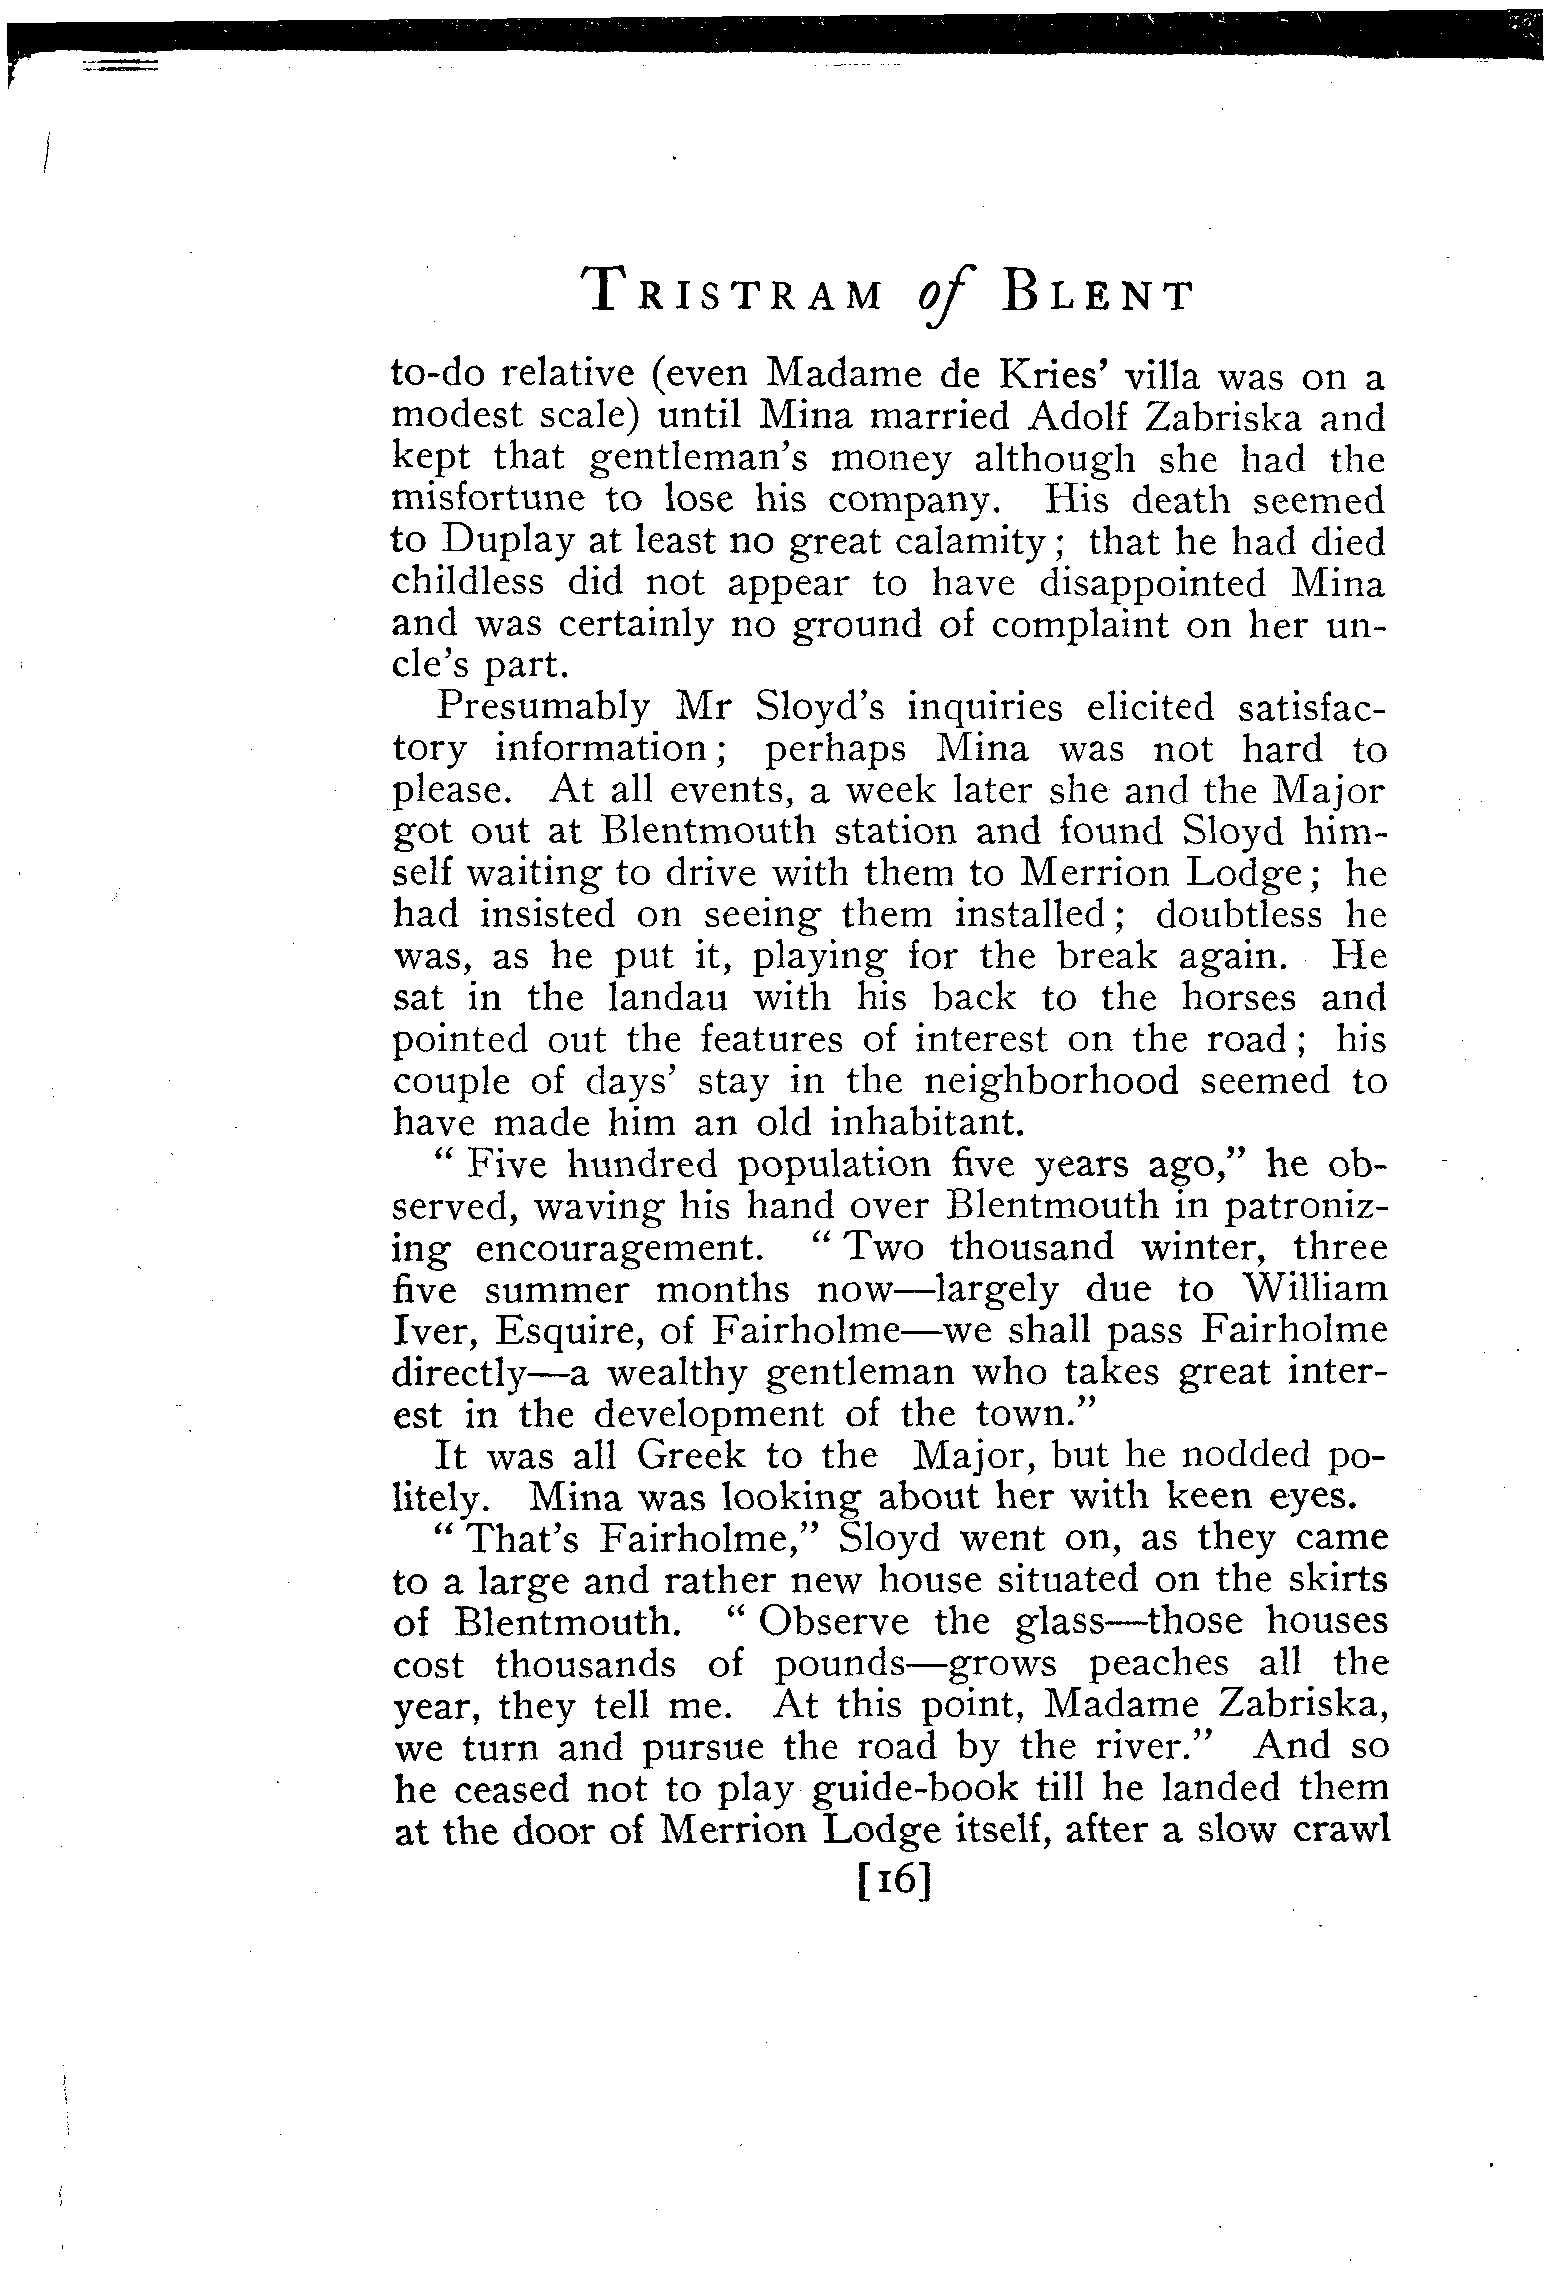 TRISTRAM of BLENT
to-do relative (even Madame de Kries' villa was on a
modest scale) until Mina married Adolf Zabriska and
kept that gentleman's money although she had the
misfortune to lose his company. His death seemed
to Duplay at least no great calamity; that he had died
childless did not appear to have disappointed Mina
and was certainly no ground of complaint on her un-
cle's part.
Presumably Mr Sloyd's inquiries elicited satisfac-
tory information; perhaps Mina was not hard to
please. At all events, a week later she and the Major
got out at Blentmouth station and found Sloyd him-
self waiting to drive with them to Merrion Lodge; he
had insisted on seeing them installed; doubtless he
was, as he put it, playing for the break again. He
sat in the landau with his back to the horses and
pointed out the features of interest on the road; his
couple of days' stay in the neighborhood seemed to
have made him an old inhabitant.
"Five hundred population five years ago," he ob-
served, waving his hand over Blentmouth in patroniz-
ing encouragement. "Two thousand winter, three
five summer months now—largely due to William
Iver, Esquire, of Fairholme—we shall pass Fairholme
directly—a wealthy gentleman who takes great inter-
est in the development of the town."
It was all Greek to the Major, but he nodded po-
litely. Mina was looking about her with keen eyes.
"That's Fairholme," Sloyd went on, as they came
to a large and rather new house situated on the skirts
of Blentmouth. "Observe the glass—those houses
cost thousands of pounds—grows peaches all the
year, they tell me. At this point, Madame Zabriska,
we turn and pursue the road by the river." And so
he ceased not to play guide-book till he landed them
at the door of Merrion Lodge itself, after a slow crawl
[16]